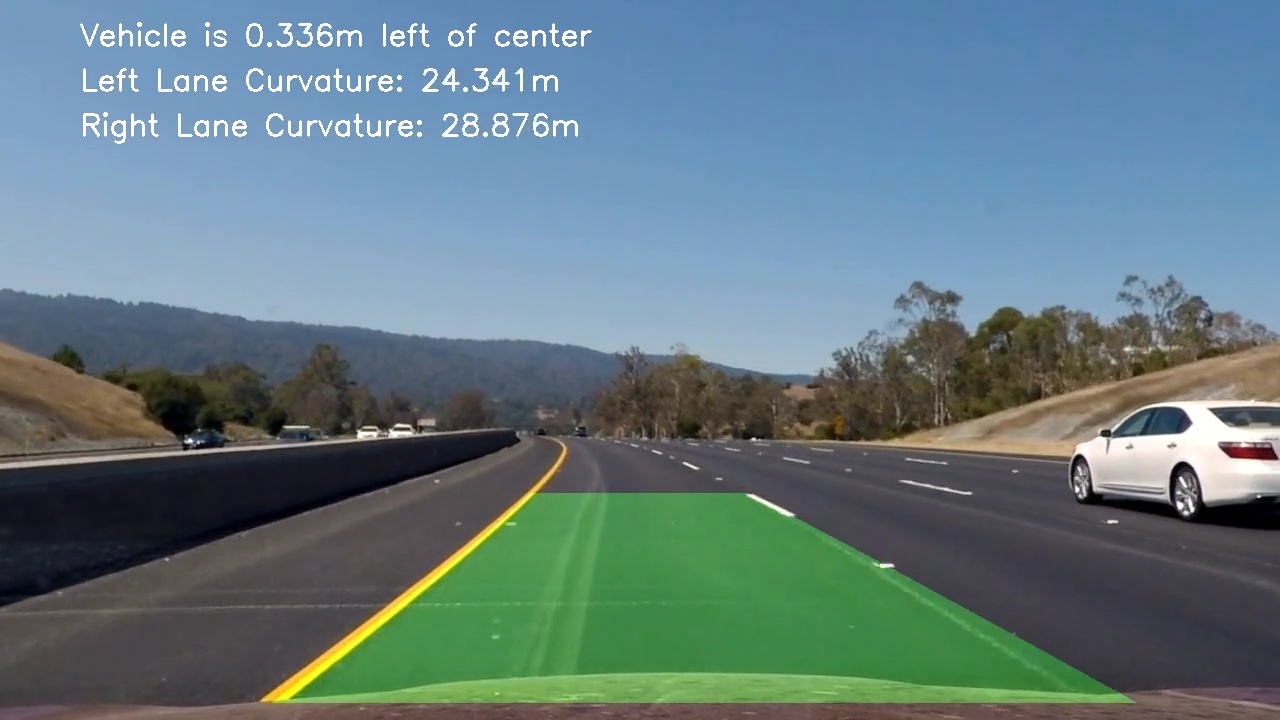 Vehicle is 0.336m left of center
Left Lane Curvature: 24.341m
Right Lane Curvature: 28.876m